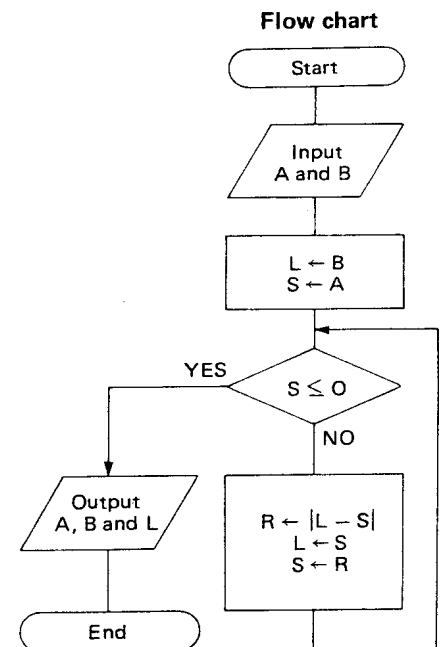 Flow chart
Start
Input
A and B
L ← B
S ← A
YES
S ≤ O
NO
Output
A, B and L
R ← |L − S|
L ← S
S ← R
End